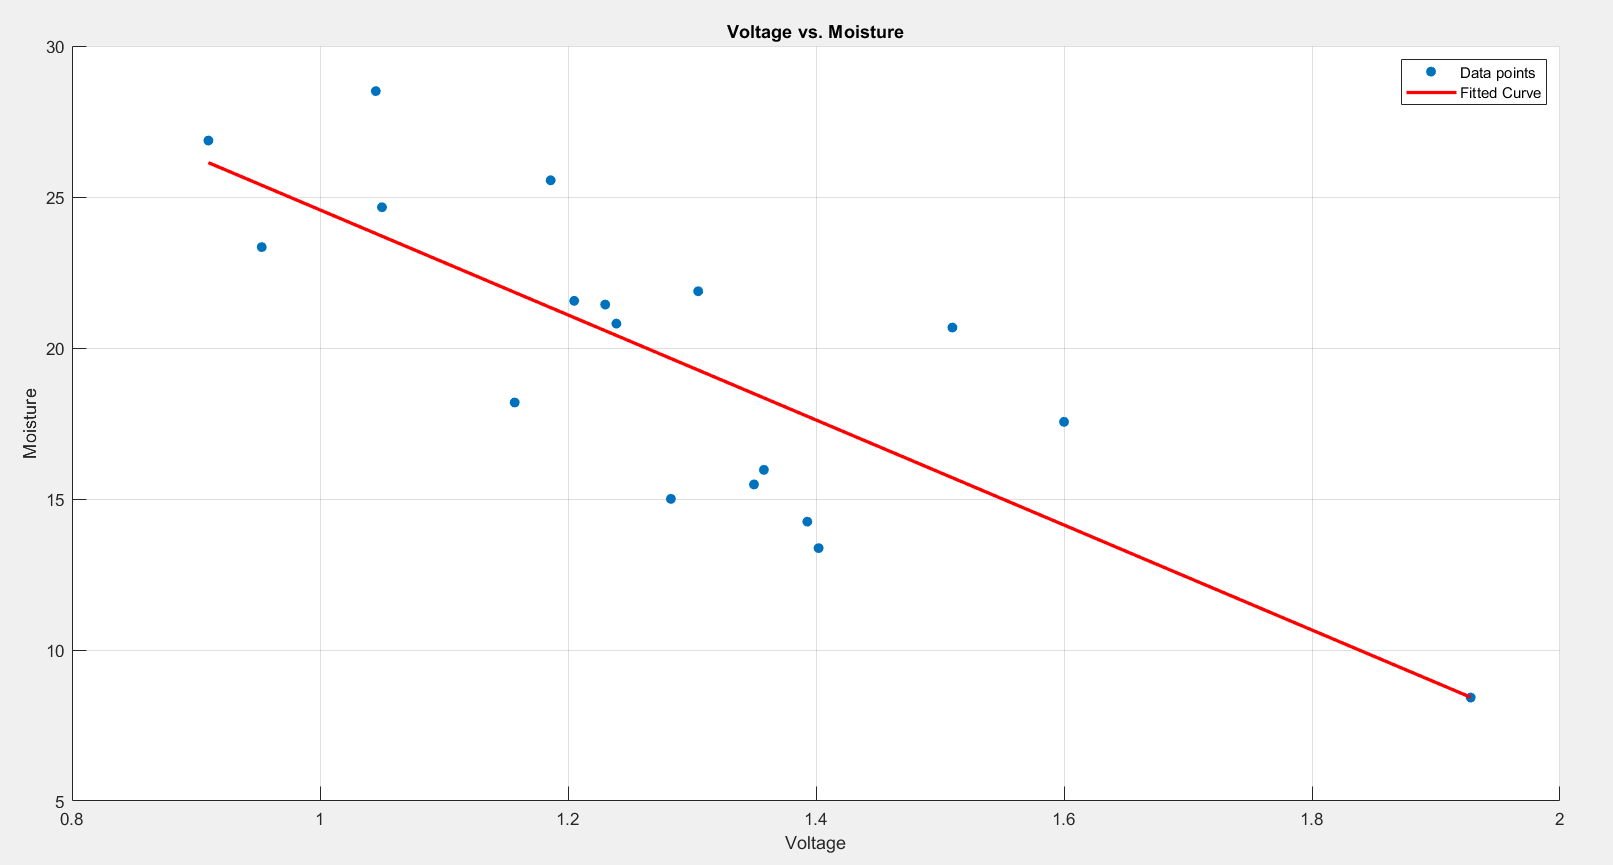 Voltage vs. Moisture
Data points
Fitted Curve
30
25
20
15
10
5
Moisture
0.8 1 1.2 1.4 1.6 1.8 2
Voltage